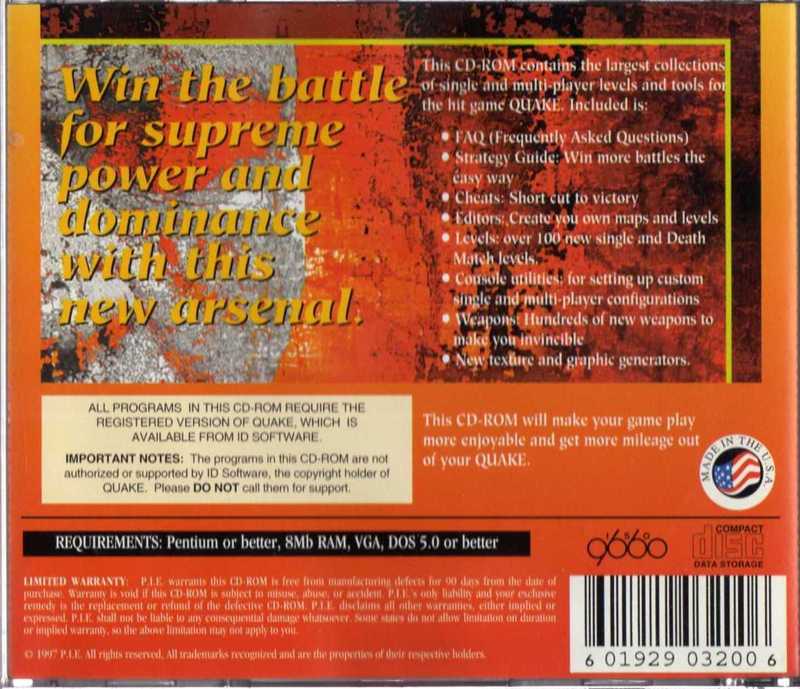 Win the battle
for supreme
power and
dominance
with this
new arsenal.
This CD-ROM contains the largest collections
of single and multi-player levels and tools for
the hit game QUAKE. Included is:
● FAQ (Frequently Asked Questions)
● Strategy Guide: Win more battles the
easy way
● Cheats: Short cut to victory
● Editors: Create you own maps and levels
● Levels: over 100 new single and Death
Match levels.
● Console utilities: for setting up custom
single and multi-player configurations
● Weapons: Hundreds of new weapons to
make you invincible
● New texture and graphic generators.
ALL PROGRAMS IN THIS CD-ROM REQUIRE THE
REGISTERED VERSION OF QUAKE, WHICH IS
AVAILABLE FROM ID SOFTWARE.
IMPORTANT NOTES: The programs in this CD-ROM are not
authorized or supported by ID Software, the copyright holder of
QUAKE. Please DO NOT call them for support.
This CD-ROM will make your game play
more enjoyable and get more mileage out
of your QUAKE.
MADE IN THE U.S.A.
REQUIREMENTS: Pentium or better, 8Mb RAM, VGA, DOS 5.0 or better
ISO
9660
COMPACT
disc
DATA STORAGE
LIMITED WARRANTY: P.I.E. warrants this CD-ROM is free from manufacturing defects for 90 days from the date of
purchase. Warranty is void if this CD-ROM is subject to misuse, abuse, or accident. P.I.E.'s only liability and your exclusive
remedy is the replacement or refund of the defective CD-ROM. P.I.E. disclaims all other warranties, either implied or
expressed. P.I.E. shall not be liable to any consequential damage whatsoever. Some states do not allow limitation on duration
or implied warranty, so the above limitation may not apply to you.
© 1997 P.I.E. All rights reserved. All trademarks recognized and are the properties of their respective holders.
6 01929 03200 6